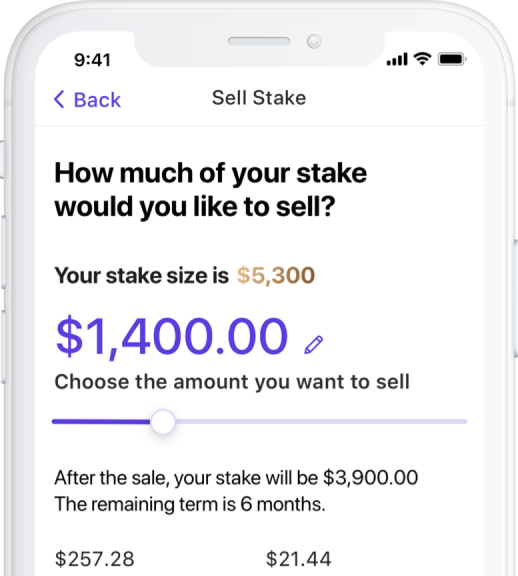 9:41
Back
Sell Stake
How much of your stake
would you like to sell?
Your stake size is $5,300
$1,400.00
Choose the amount you want to sell
After the sale, your stake will be $3,900.00
The remaining term is 6 months.
$257.28 $21.44